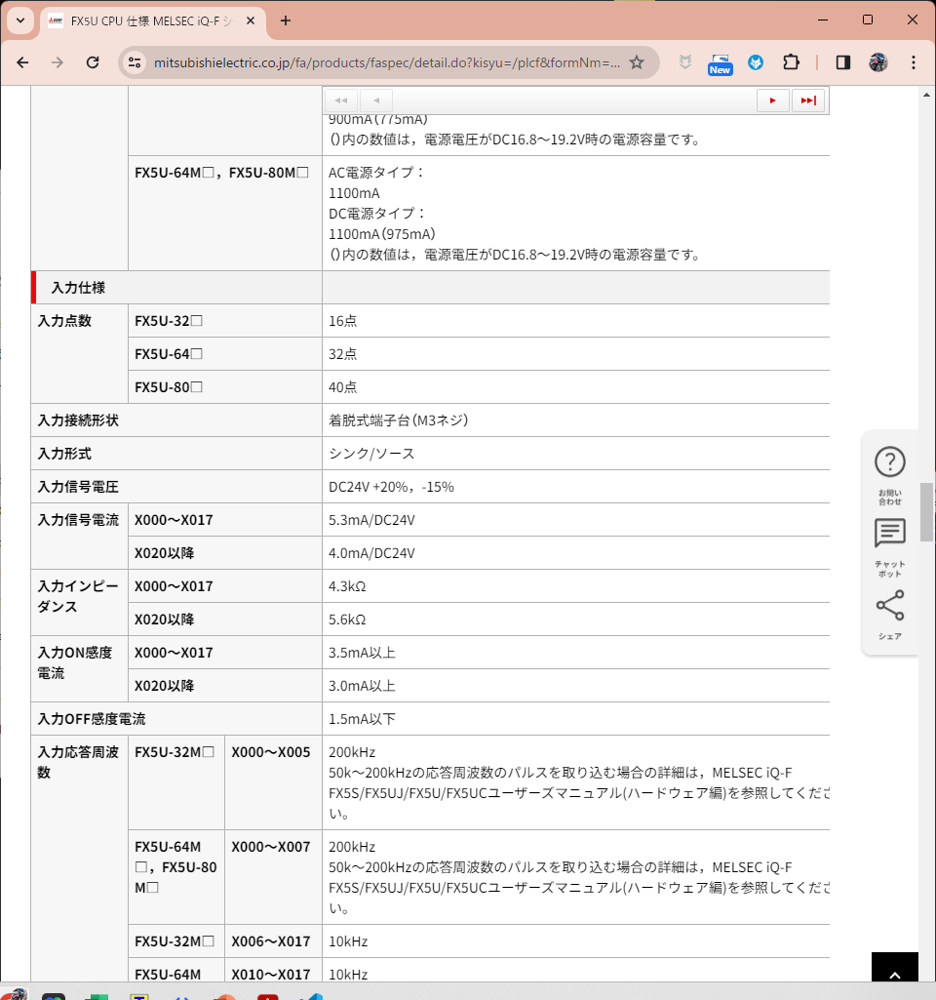 FX5U CPU 仕様 MELSEC iQ-F シ
mitsubishielectric.co.jp/fa/products/faspec/detail.do?kisyu=/plcf&formNm=...
New
900mA(775mA)
()内の数値は，電源電圧がDC16.8～19.2V時の電源容量です。
FX5U-64M□，FX5U-80M□
AC電源タイプ：
1100mA
DC電源タイプ：
1100mA(975mA)
()内の数値は，電源電圧がDC16.8～19.2V時の電源容量です。
入力仕様
入力点数
FX5U-32□
16点
FX5U-64□
32点
FX5U-80□
40点
入力接続形状
着脱式端子台(M3ネジ)
入力形式
シンク/ソース
入力信号電圧
DC24V +20%，-15%
入力信号電流
X000～X017
5.3mA/DC24V
X020以降
4.0mA/DC24V
入力インピー
ダンス
X000～X017
4.3kΩ
X020以降
5.6kΩ
入力ON感度
電流
X000～X017
3.5mA以上
X020以降
3.0mA以上
入力OFF感度電流
1.5mA以下
入力応答周波
数
FX5U-32M□
X000～X005
200kHz
50k～200kHzの応答周波数のパルスを取り込む場合の詳細は，MELSEC iQ-F
FX5S/FX5UJ/FX5U/FX5UCユーザーズマニュアル(ハードウェア編)を参照してくださ
い。
FX5U-64M
□，FX5U-80
M□
X000～X007
200kHz
50k～200kHzの応答周波数のパルスを取り込む場合の詳細は，MELSEC iQ-F
FX5S/FX5UJ/FX5U/FX5UCユーザーズマニュアル(ハードウェア編)を参照してくださ
い。
FX5U-32M□
X006～X017
10kHz
FX5U-64M
X010～X017
10kHz
お問い
合わせ
チャット
ボット
シェア